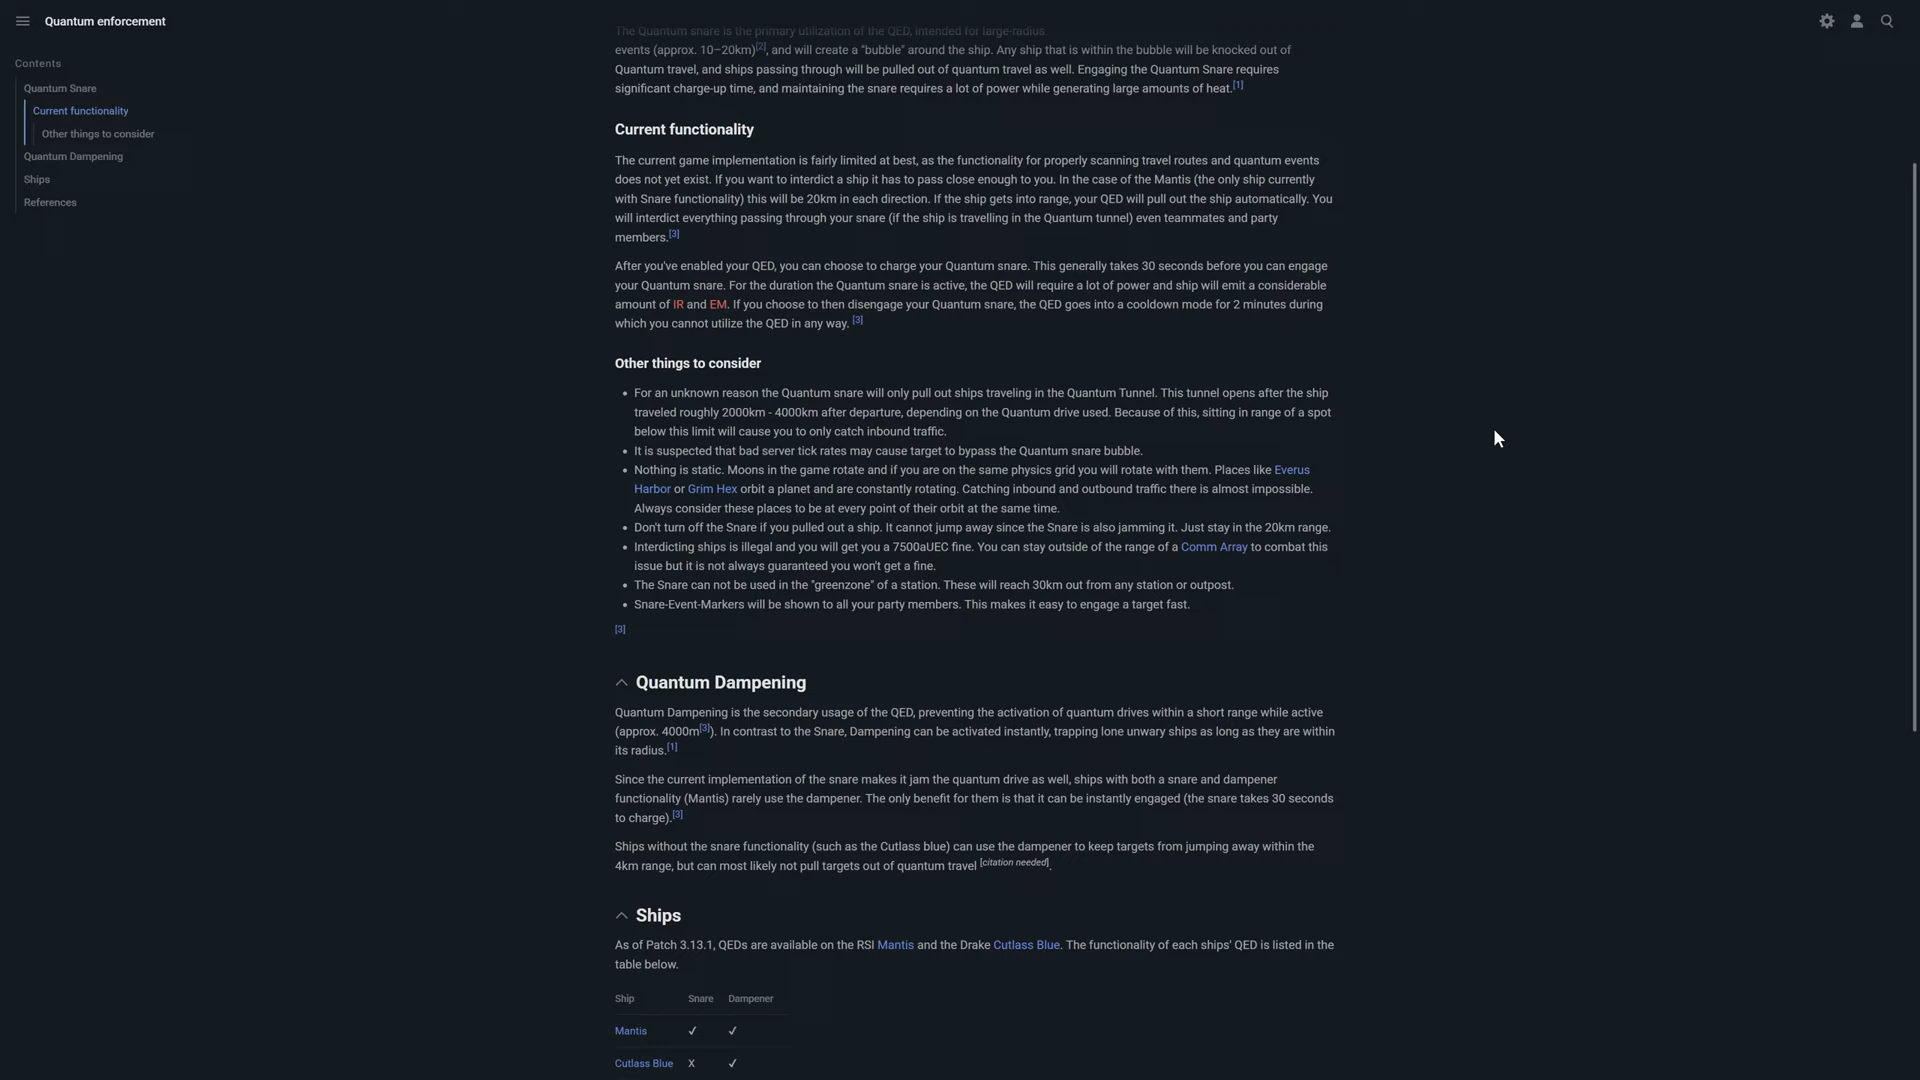 Quantum enforcement
Contents
Quantum Snare
Current functionality
Other things to consider
Quantum Dampening
Ships
References
The Quantum snare is the primary utilization of the QED, intended for large-radius
events (approx. 10–20km)[2], and will create a "bubble" around the ship. Any ship that is within the bubble will be knocked out of
Quantum travel, and ships passing through will be pulled out of quantum travel as well. Engaging the Quantum Snare requires
significant charge-up time, and maintaining the snare requires a lot of power while generating large amounts of heat.[1]
Current functionality
The current game implementation is fairly limited at best, as the functionality for properly scanning travel routes and quantum events
does not yet exist. If you want to interdict a ship it has to pass close enough to you. In the case of the Mantis (the only ship currently
with Snare functionality) this will be 20km in each direction. If the ship gets into range, your QED will pull out the ship automatically. You
will interdict everything passing through your snare (if the ship is travelling in the Quantum tunnel) even teammates and party
members.[3]
After you've enabled your QED, you can choose to charge your Quantum snare. This generally takes 30 seconds before you can engage
your Quantum snare. For the duration the Quantum snare is active, the QED will require a lot of power and ship will emit a considerable
amount of IR and EM. If you choose to then disengage your Quantum snare, the QED goes into a cooldown mode for 2 minutes during
which you cannot utilize the QED in any way. [3]
Other things to consider
• For an unknown reason the Quantum snare will only pull out ships traveling in the Quantum Tunnel. This tunnel opens after the ship
traveled roughly 2000km - 4000km after departure, depending on the Quantum drive used. Because of this, sitting in range of a spot
below this limit will cause you to only catch inbound traffic.
• It is suspected that bad server tick rates may cause target to bypass the Quantum snare bubble.
• Nothing is static. Moons in the game rotate and if you are on the same physics grid you will rotate with them. Places like Everus
Harbor or Grim Hex orbit a planet and are constantly rotating. Catching inbound and outbound traffic there is almost impossible.
Always consider these places to be at every point of their orbit at the same time.
• Don't turn off the Snare if you pulled out a ship. It cannot jump away since the Snare is also jamming it. Just stay in the 20km range.
• Interdicting ships is illegal and you will get you a 7500aUEC fine. You can stay outside of the range of a Comm Array to combat this
issue but it is not always guaranteed you won't get a fine.
• The Snare can not be used in the "greenzone" of a station. These will reach 30km out from any station or outpost.
• Snare-Event-Markers will be shown to all your party members. This makes it easy to engage a target fast.
[3]
Quantum Dampening
Quantum Dampening is the secondary usage of the QED, preventing the activation of quantum drives within a short range while active
(approx. 4000m[3]). In contrast to the Snare, Dampening can be activated instantly, trapping lone unwary ships as long as they are within
its radius.[1]
Since the current implementation of the snare makes it jam the quantum drive as well, ships with both a snare and dampener
functionality (Mantis) rarely use the dampener. The only benefit for them is that it can be instantly engaged (the snare takes 30 seconds
to charge).[3]
Ships without the snare functionality (such as the Cutlass blue) can use the dampener to keep targets from jumping away within the
4km range, but can most likely not pull targets out of quantum travel [citation needed].
Ships
As of Patch 3.13.1, QEDs are available on the RSI Mantis and the Drake Cutlass Blue. The functionality of each ships' QED is listed in the
table below.
Ship Snare Dampener
Mantis ✓ ✓
Cutlass Blue X ✓